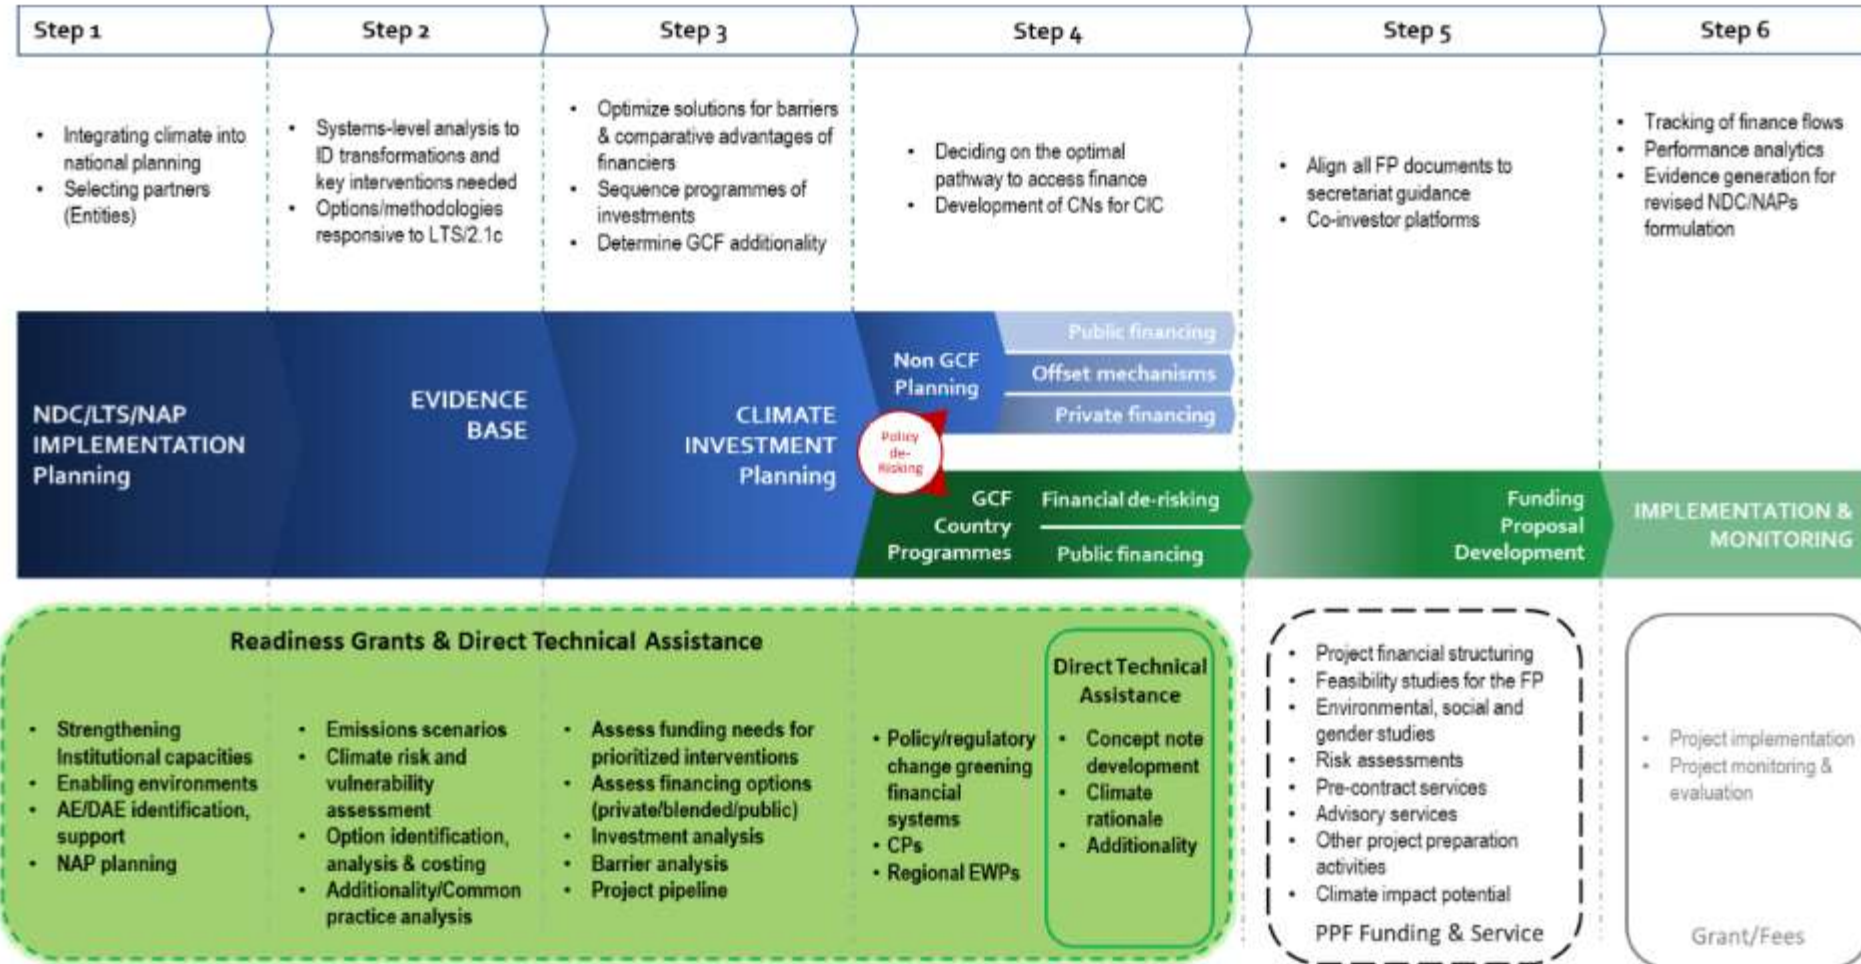 Step 1
Step 2
Step 3
Step 4
Step 5
Step 6
• Integrating climate into
national planning
• Selecting partners
(Entities)
• Systems-level analysis to
ID transformations and
key interventions needed
• Options/methodologies
responsive to LTS/2.1c
• Optimize solutions for barriers
& comparative advantages of
financiers
• Sequence programmes of
investments
• Determine GCF additionality
• Deciding on the optimal
pathway to access finance
• Development of CNs for CIC
• Align all FP documents to
secretariat guidance
• Co-investor platforms
• Tracking of finance flows
• Performance analytics
• Evidence generation for
revised NDC/NAPs
formulation
NDC/LTS/NAP
IMPLEMENTATION
Planning
EVIDENCE
BASE
CLIMATE
INVESTMENT
Planning
Non GCF
Planning
Public financing
Offset mechanisms
Private financing
Policy
de-
Risking
GCF
Country
Programmes
Financial de-risking
Public financing
Funding
Proposal
Development
IMPLEMENTATION &
MONITORING
Readiness Grants & Direct Technical Assistance
• Strengthening
Institutional capacities
• Enabling environments
• AE/DAE identification,
support
• NAP planning
• Emissions scenarios
• Climate risk and
vulnerability
assessment
• Option identification,
analysis & costing
• Additionality/Common
practice analysis
• Assess funding needs for
prioritized interventions
• Assess financing options
(private/blended/public)
• Investment analysis
• Barrier analysis
• Project pipeline
• Policy/regulatory
change greening
financial
systems
• CPs
• Regional EWPs
Direct Technical
Assistance
• Concept note
development
• Climate
rationale
• Additionality
• Project financial structuring
• Feasibility studies for the FP
• Environmental, social and
gender studies
• Risk assessments
• Pre-contract services
• Advisory services
• Other project preparation
activities
• Climate impact potential
PPF Funding & Service
• Project implementation
• Project monitoring &
evaluation
Grant/Fees